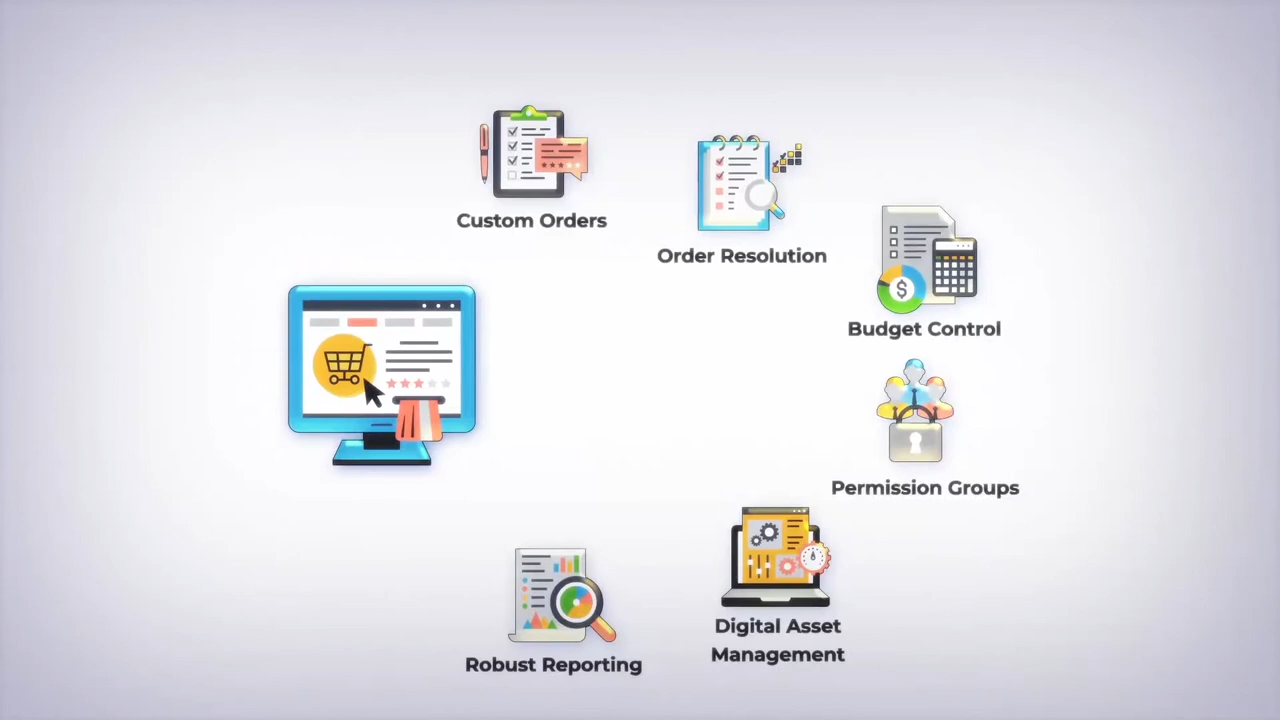 Custom Orders
Order Resolution
Budget Control
Permission Groups
Digital Asset
Management
Robust Reporting